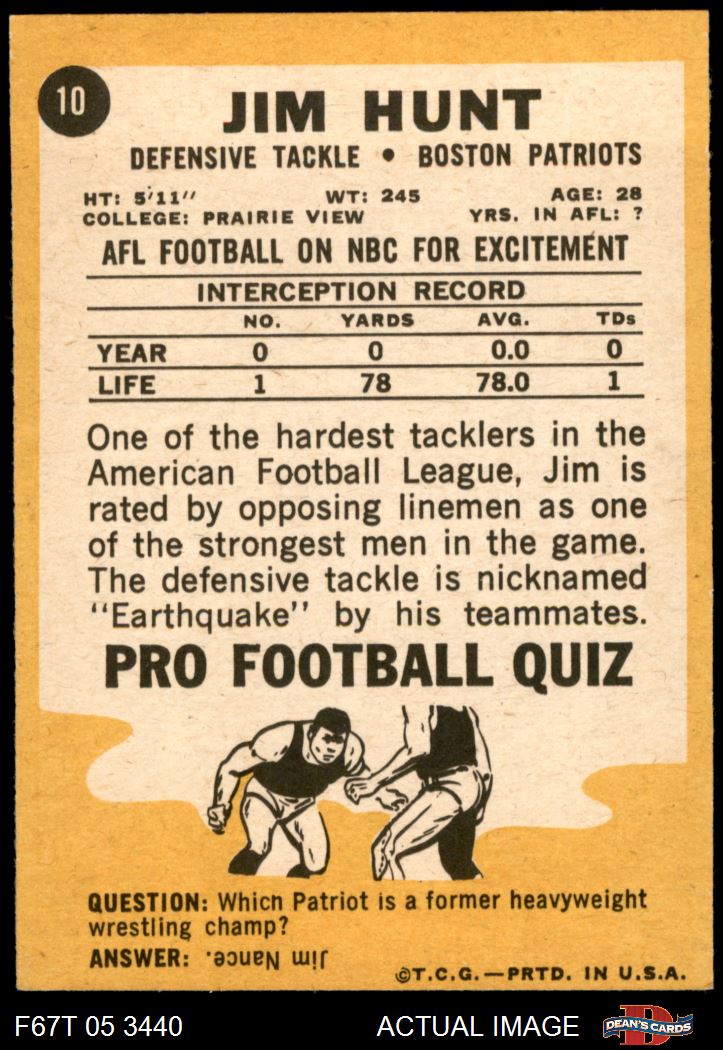 10
JIM HUNT
DEFENSIVE TACKLE • BOSTON PATRIOTS
HT: 5'11" WT: 245 AGE: 28
COLLEGE: PRAIRIE VIEW YRS. IN AFL: ?
AFL FOOTBALL ON NBC FOR EXCITEMENT
INTERCEPTION RECORD
NO. YARDS AVG. TDs
YEAR 0 0 0.0 0
LIFE 1 78 78.0 1
One of the hardest tacklers in the
American Football League, Jim is
rated by opposing linemen as one
of the strongest men in the game.
The defensive tackle is nicknamed
"Earthquake" by his teammates.
PRO FOOTBALL QUIZ
QUESTION: Which Patriot is a former heavyweight
wrestling champ?
ANSWER: Jim Nance.
©T.C.G.—PRTD. IN U.S.A.
F67T 05 3440 ACTUAL IMAGE D DEAN'S CARDS